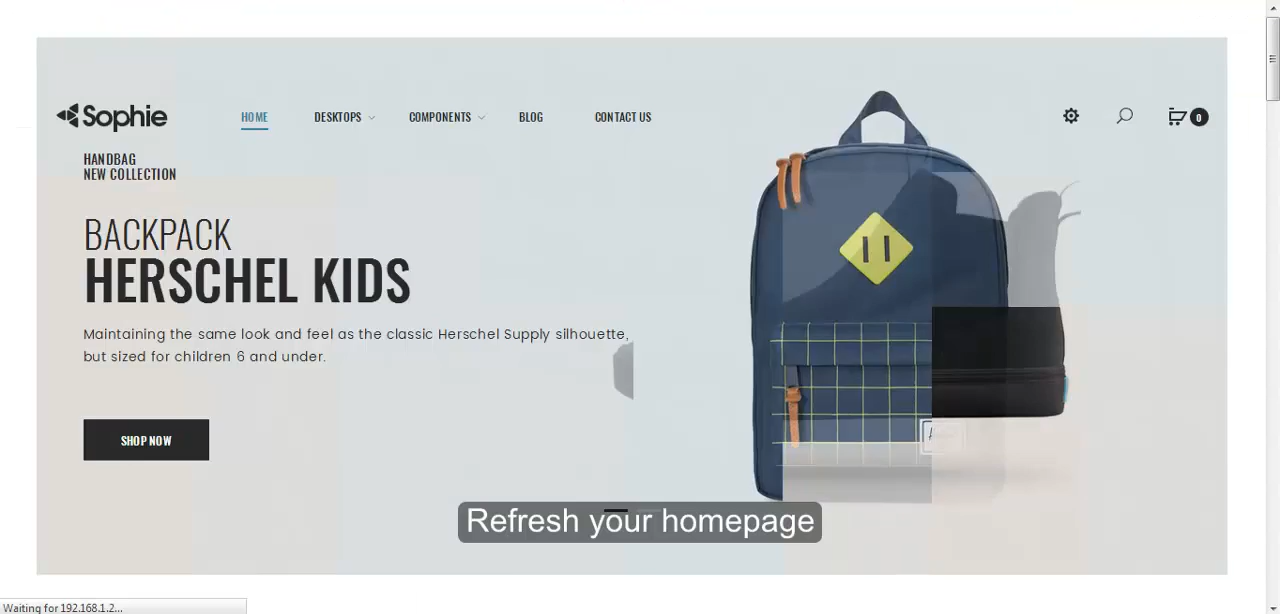 Sophie
HOME
DESKTOPS
COMPONENTS
BLOG
CONTACT US
0
HANDBAG
NEW COLLECTION
BACKPACK
HERSCHEL KIDS
Maintaining the same look and feel as the classic Herschel Supply silhouette,
but sized for children 6 and under.
SHOP NOW
Refresh your homepage
Waiting for 192.168.1.2...